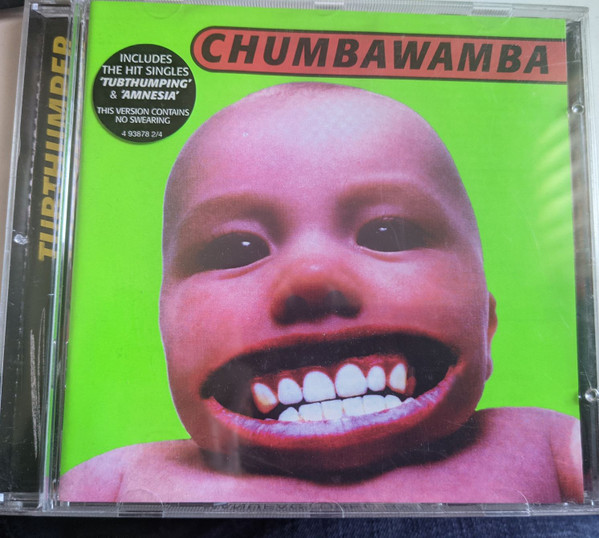 CHUMBAWAMBA
INCLUDES
THE HIT SINGLES
'TUBTHUMPING'
& 'AMNESIA'
THIS VERSION CONTAINS
NO SWEARING
4 93878 2/4
TUBTHUMPER